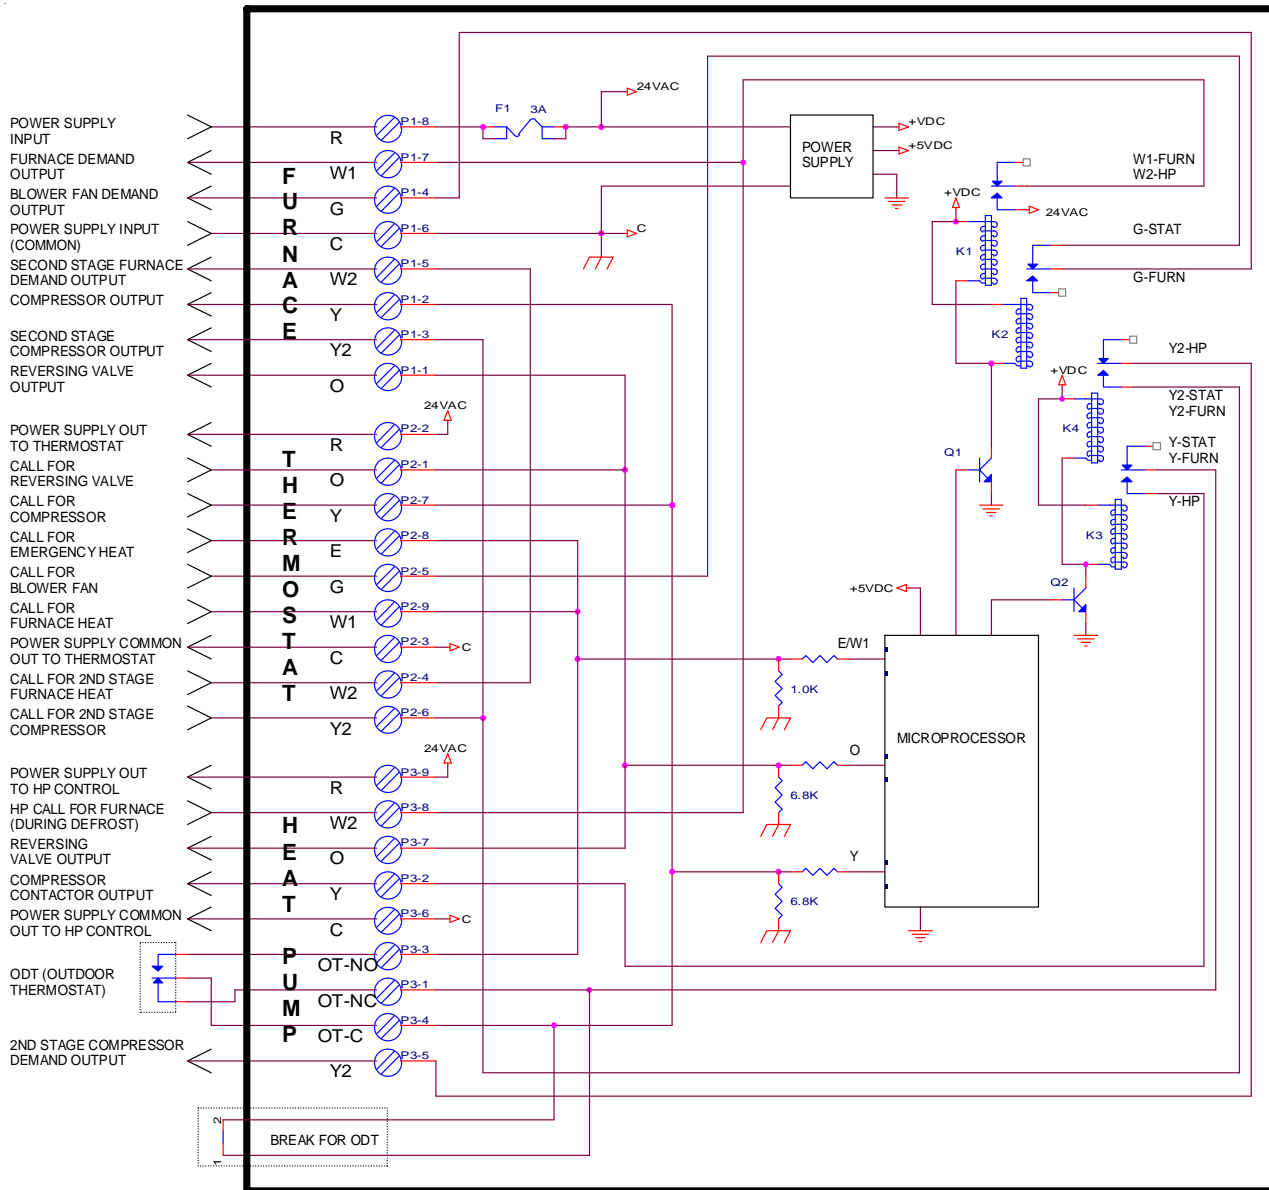 POWER SUPPLY
INPUT
R
P1-8
F1
3A
24VAC
FURNACE DEMAND
OUTPUT
W1
P1-7
BLOWER FAN DEMAND
OUTPUT
G
P1-4
POWER SUPPLY INPUT
(COMMON)
C
P1-6
C
SECOND STAGE FURNACE
DEMAND OUTPUT
W2
P1-5
COMPRESSOR OUTPUT
Y
P1-2
SECOND STAGE
COMPRESSOR OUTPUT
Y2
P1-3
REVERSING VALVE
OUTPUT
O
P1-1
FURNACE
POWER
SUPPLY
+VDC
+5VDC
W1-FURN
W2-HP
+VDC
24VAC
K1
G-STAT
G-FURN
K2
Y2-HP
+VDC
Y2-STAT
Y2-FURN
K4
Y-STAT
Y-FURN
Y-HP
K3
Q1
Q2
POWER SUPPLY OUT
TO THERMOSTAT
R
P2-2
24VAC
CALL FOR
REVERSING VALVE
O
P2-1
CALL FOR
COMPRESSOR
Y
P2-7
CALL FOR
EMERGENCY HEAT
E
P2-8
CALL FOR
BLOWER FAN
G
P2-5
CALL FOR
FURNACE HEAT
W1
P2-9
POWER SUPPLY COMMON
OUT TO THERMOSTAT
C
P2-3
C
CALL FOR 2ND STAGE
FURNACE HEAT
W2
P2-4
CALL FOR 2ND STAGE
COMPRESSOR
Y2
P2-6
THERMOSTAT
+5VDC
E/W1
1.0K
MICROPROCESSOR
O
6.8K
Y
6.8K
POWER SUPPLY OUT
TO HP CONTROL
R
P3-9
24VAC
HP CALL FOR FURNACE
(DURING DEFROST)
W2
P3-8
REVERSING
VALVE OUTPUT
O
P3-7
COMPRESSOR
CONTACTOR OUTPUT
Y
P3-2
POWER SUPPLY COMMON
OUT TO HP CONTROL
C
P3-6
C
ODT (OUTDOOR
THERMOSTAT)
OT-NO
P3-3
OT-NC
P3-1
OT-C
P3-4
2ND STAGE COMPRESSOR
DEMAND OUTPUT
Y2
P3-5
HEAT PUMP
2
BREAK FOR ODT
1